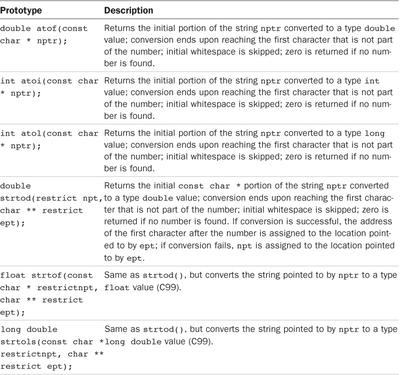 Prototype Description
double atof(const Returns the initial portion of the string nptr converted to a type double
char * nptr); value; conversion ends upon reaching the first character that is not part
of the number; initial whitespace is skipped; zero is returned if no num-
ber is found.
int atoi(const char Returns the initial portion of the string nptr converted to a type int
* nptr); value; conversion ends upon reaching the first character that is not part of the
number; initial whitespace is skipped; zero is returned if no
number is found.
int atol(const char Returns the initial portion of the string nptr converted to a type long
* nptr); value; conversion ends upon reaching the first character that is not part of the
number; initial whitespace is skipped; zero is returned if no
number is found.
double Returns the initial const char * portion of the string nptr converted
strtod(restrict npt, to a type double value; conversion ends upon reaching the first charac-
char ** restrict ter that is not part of the number; initial whitespace is skipped; zero is
ept); returned if no number is found. If conversion is successful, the address
of the first character after the number is assigned to the location point-
ed to by ept; if conversion fails, npt is assigned to the location pointed
to by ept.
float strtof(const Same as strtod(), but converts the string pointed to by nptr to a type
char * restrictnpt, float value (C99).
char ** restrict
ept);
long double Same as strtod(), but converts the string pointed to by nptr to a type
strtols(const char * long double value (C99).
restrictnpt, char **
restrict ept);